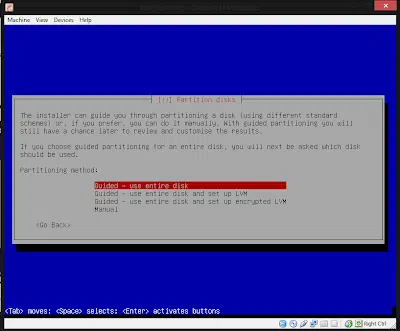 Machine View Devices Help
[!!] Partition disks
The installer can guide you through partitioning a disk (using different standard
schemes) or, if you prefer, you can do it manually. With guided partitioning you will
still have a chance later to review and customise the results.
If you choose guided partitioning for an entire disk, you will next be asked which disk
should be used.
Partitioning method:
Guided - use entire disk
Guided - use entire disk and set up LVM
Guided - use entire disk and set up encrypted LVM
Manual
<Go Back>
<Tab> moves; <Space> selects; <Enter> activates buttons
Right Ctrl